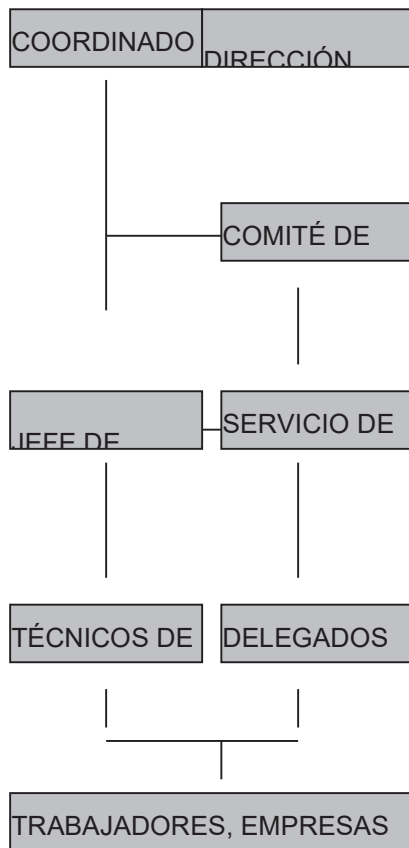 COORDINADO
DIRECCIÓN
COMITÉ DE
JEFE DE
SERVICIO DE
TÉCNICOS DE
DELEGADOS
TRABAJADORES, EMPRESAS